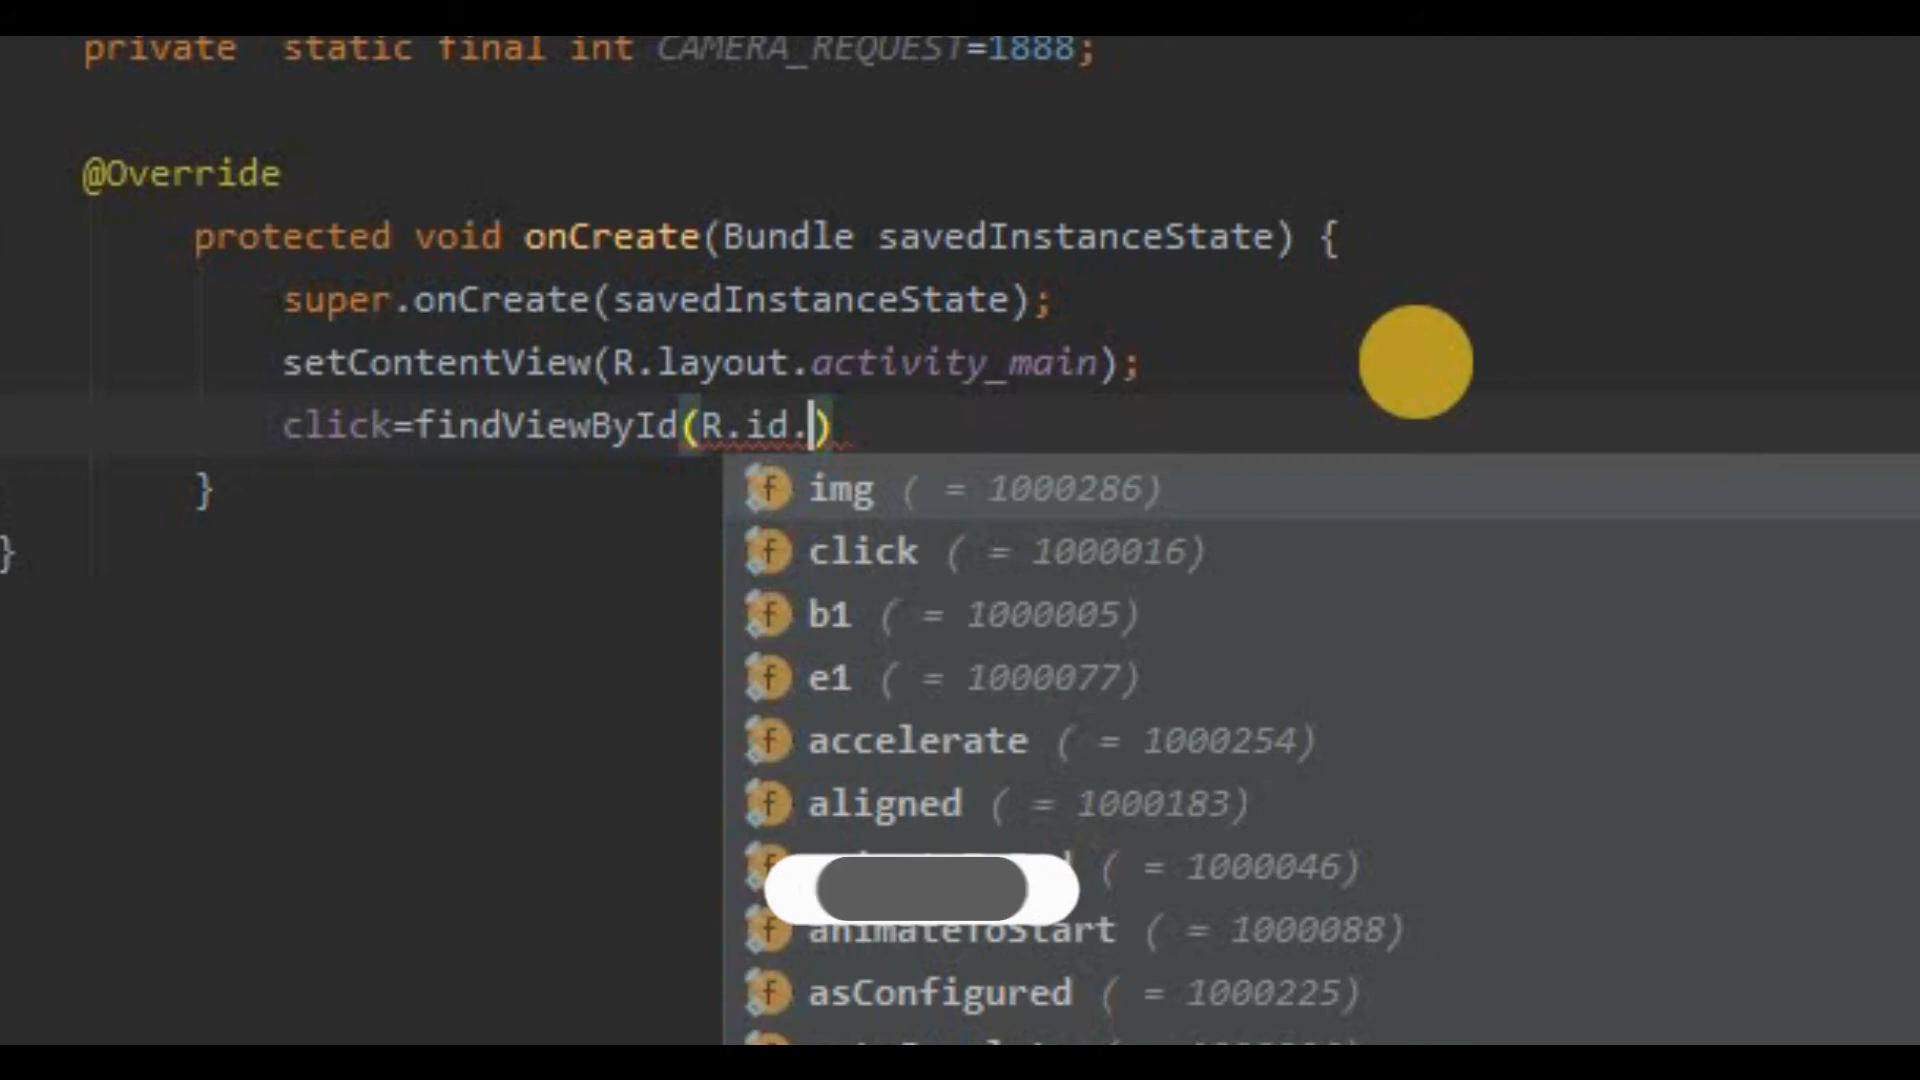 private static final int CAMERA_REQUEST=1888;
@Override
protected void onCreate(Bundle savedInstanceState) {
super.onCreate(savedInstanceState);
setContentView(R.layout.activity_main);
click=findViewById(R.id.)
img ( = 1000286)
}
click ( = 1000016)
}
b1 ( = 1000005)
e1 ( = 1000077)
accelerate ( = 1000254)
aligned ( = 1000183)
( = 1000046)
animateToStart ( = 1000088)
asConfigured ( = 1000225)